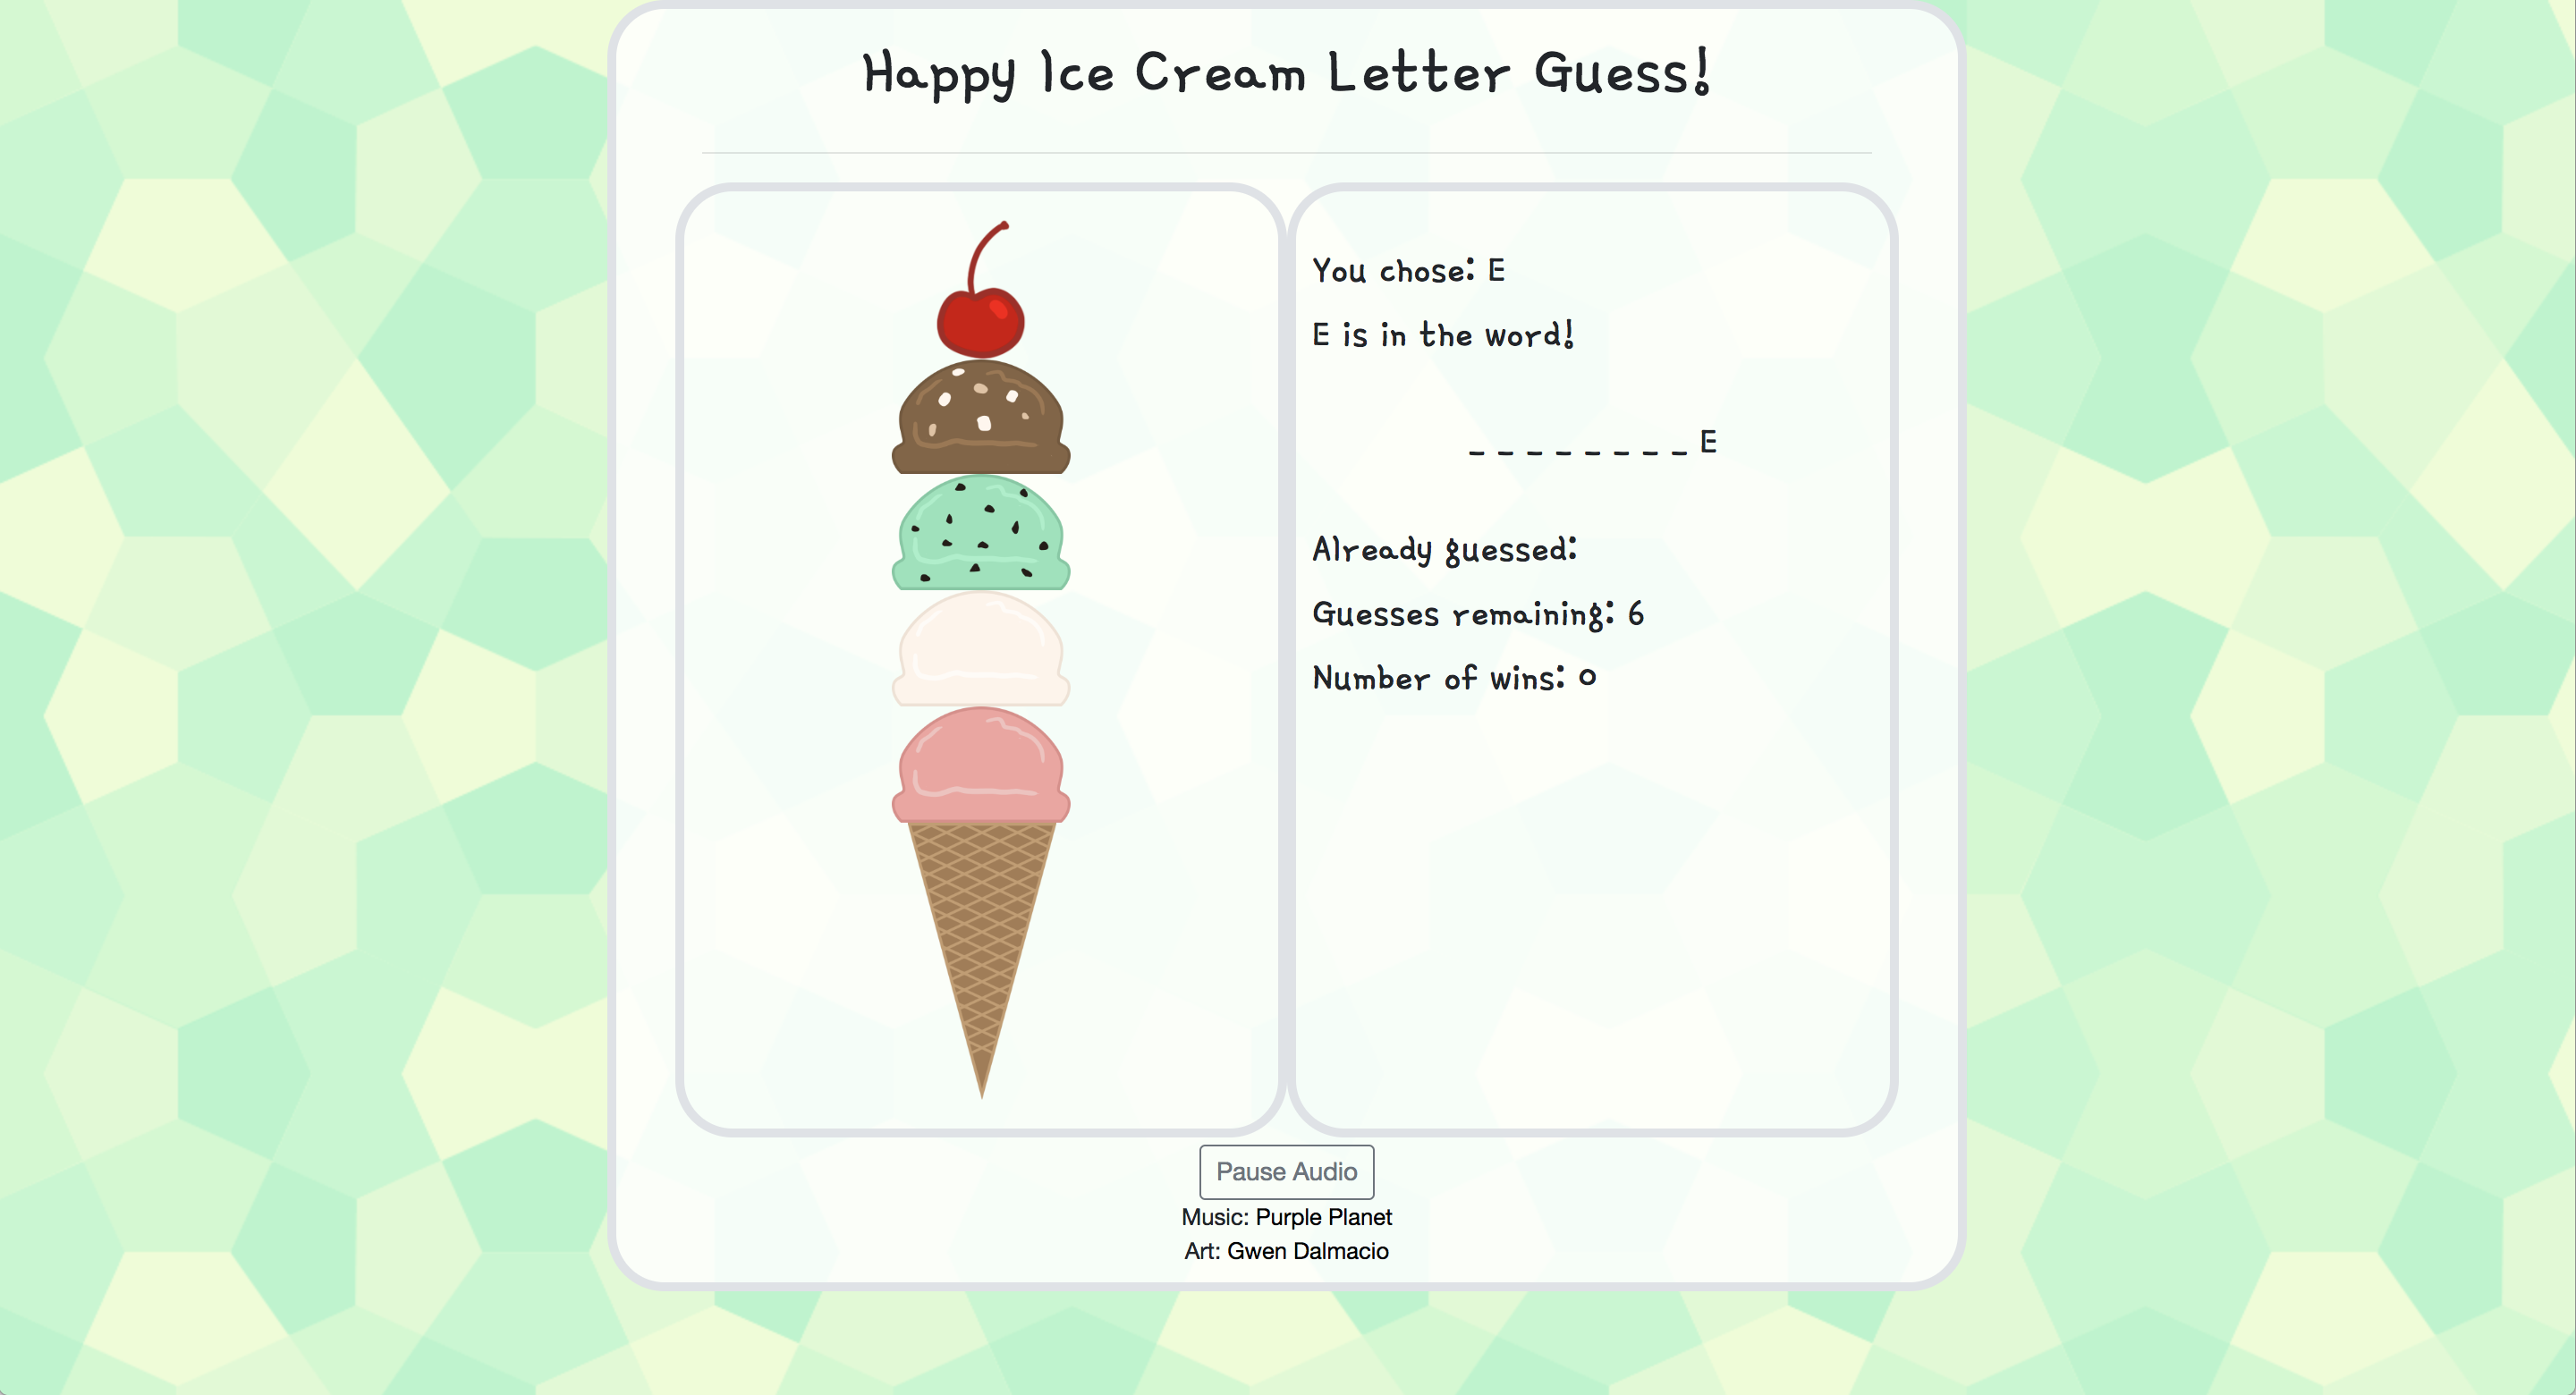 Happy Ice Cream Letter Guess!
You chose: E
E is in the word!
_ _ _ _ _ _ _ _ E
Already guessed:
Guesses remaining: 6
Number of wins: 0
Pause Audio
Music: Purple Planet
Art: Gwen Dalmacio